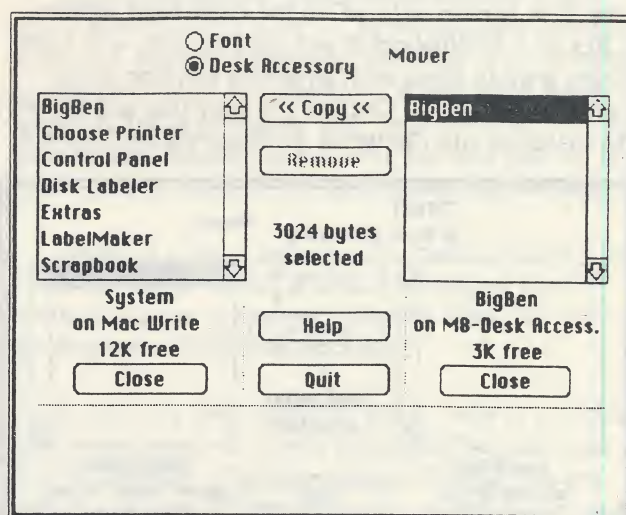 Font
Desk Accessory
Mover
BigBen
Choose Printer
Control Panel
Disk Labeler
Extras
LabelMaker
Scrapbook
<< Copy <<
Remove
3024 bytes
selected
BigBen
System
on Mac Write
12K free
Close
Help
Quit
BigBen
on MB-Desk Access.
3K free
Close